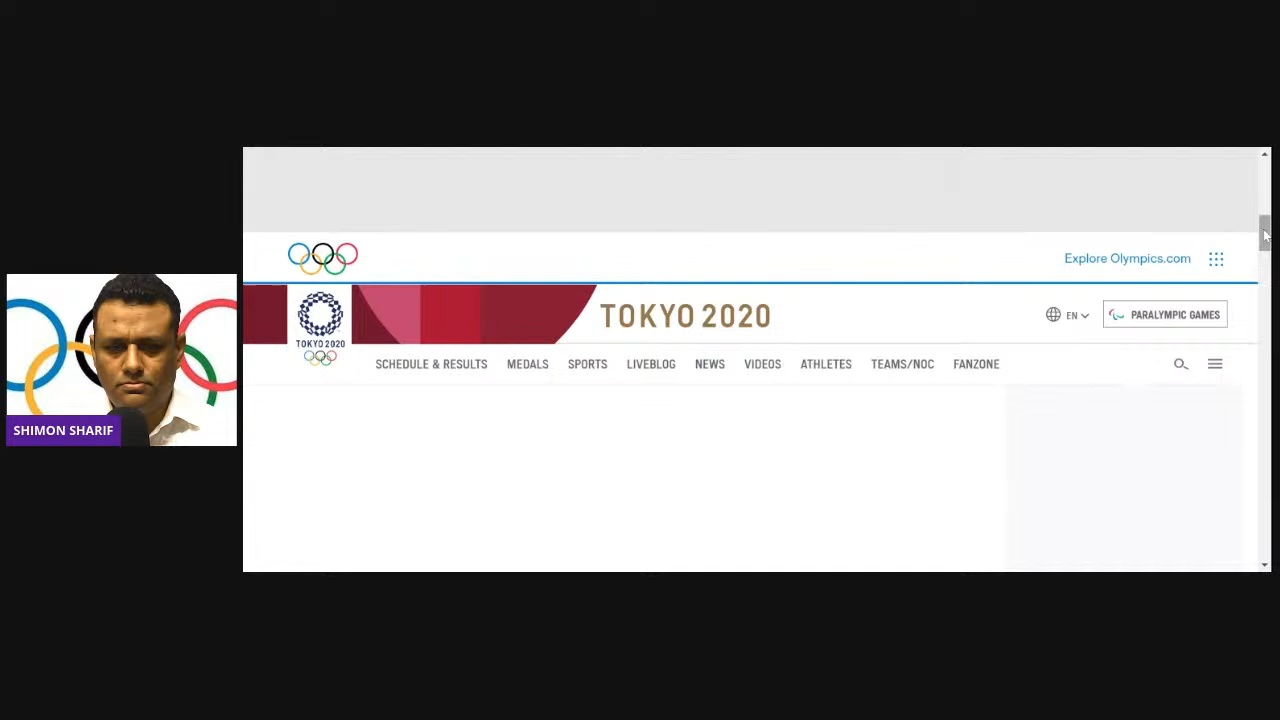 Explore Olympics.com
TOKYO 2020
TOKYO 2020
EN
PARALYMPIC GAMES
SCHEDULE & RESULTS MEDALS SPORTS LIVEBLOG NEWS VIDEOS ATHLETES TEAMS/NOC FANZONE
SHIMON SHARIF